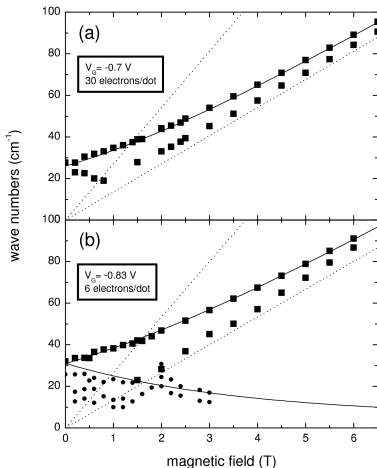 100
(a)
V_G= -0.7 V
30 electrons/dot
80
60
40
20
100
wave numbers (cm⁻¹)
(b)
V_G= -0.83 V
6 electrons/dot
80
60
40
20
0
0 1 2 3 4 5 6
magnetic field (T)